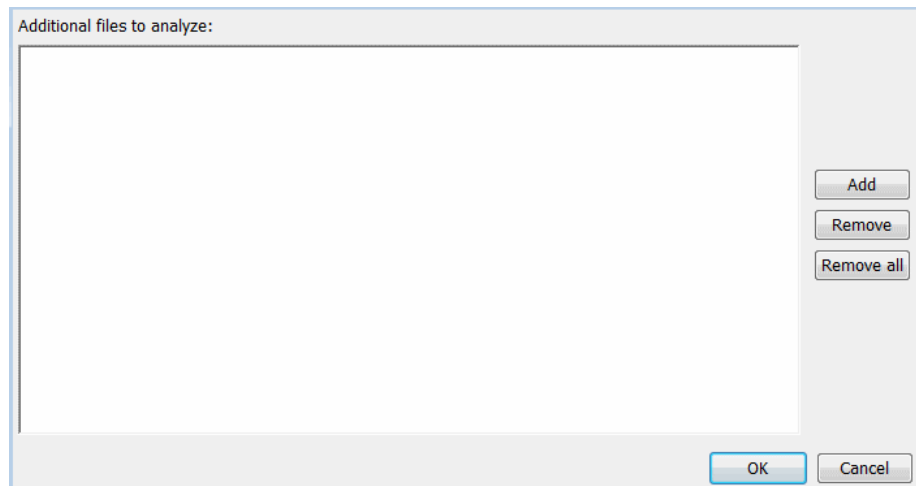 Additional files to analyze:
Add
Remove
Remove all
OK
Cancel